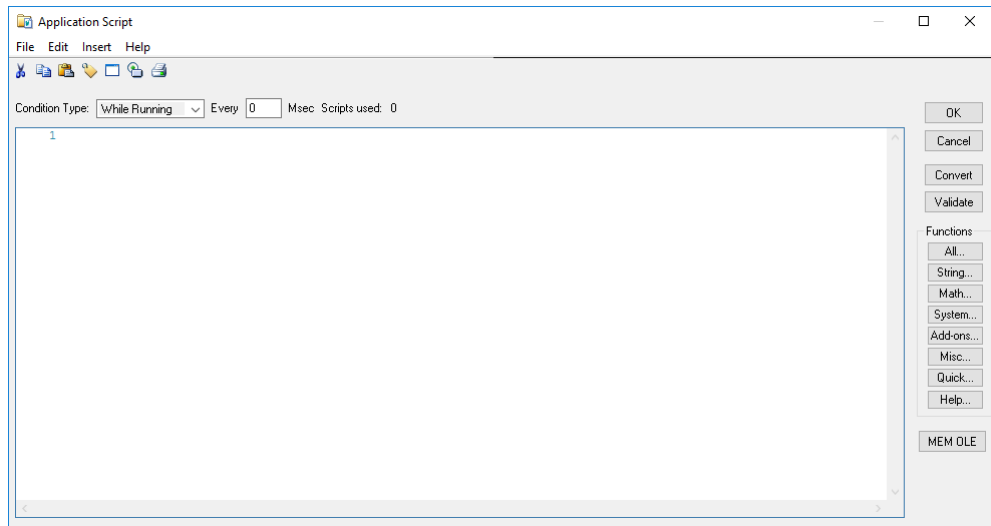 Application Script
File Edit Insert Help
Condition Type: While Running Every 0 Msec Scripts used: 0
1
OK
Cancel
Convert
Validate
Functions
All...
String...
Math...
System...
Add-ons...
Misc...
Quick...
Help...
MEM OLE